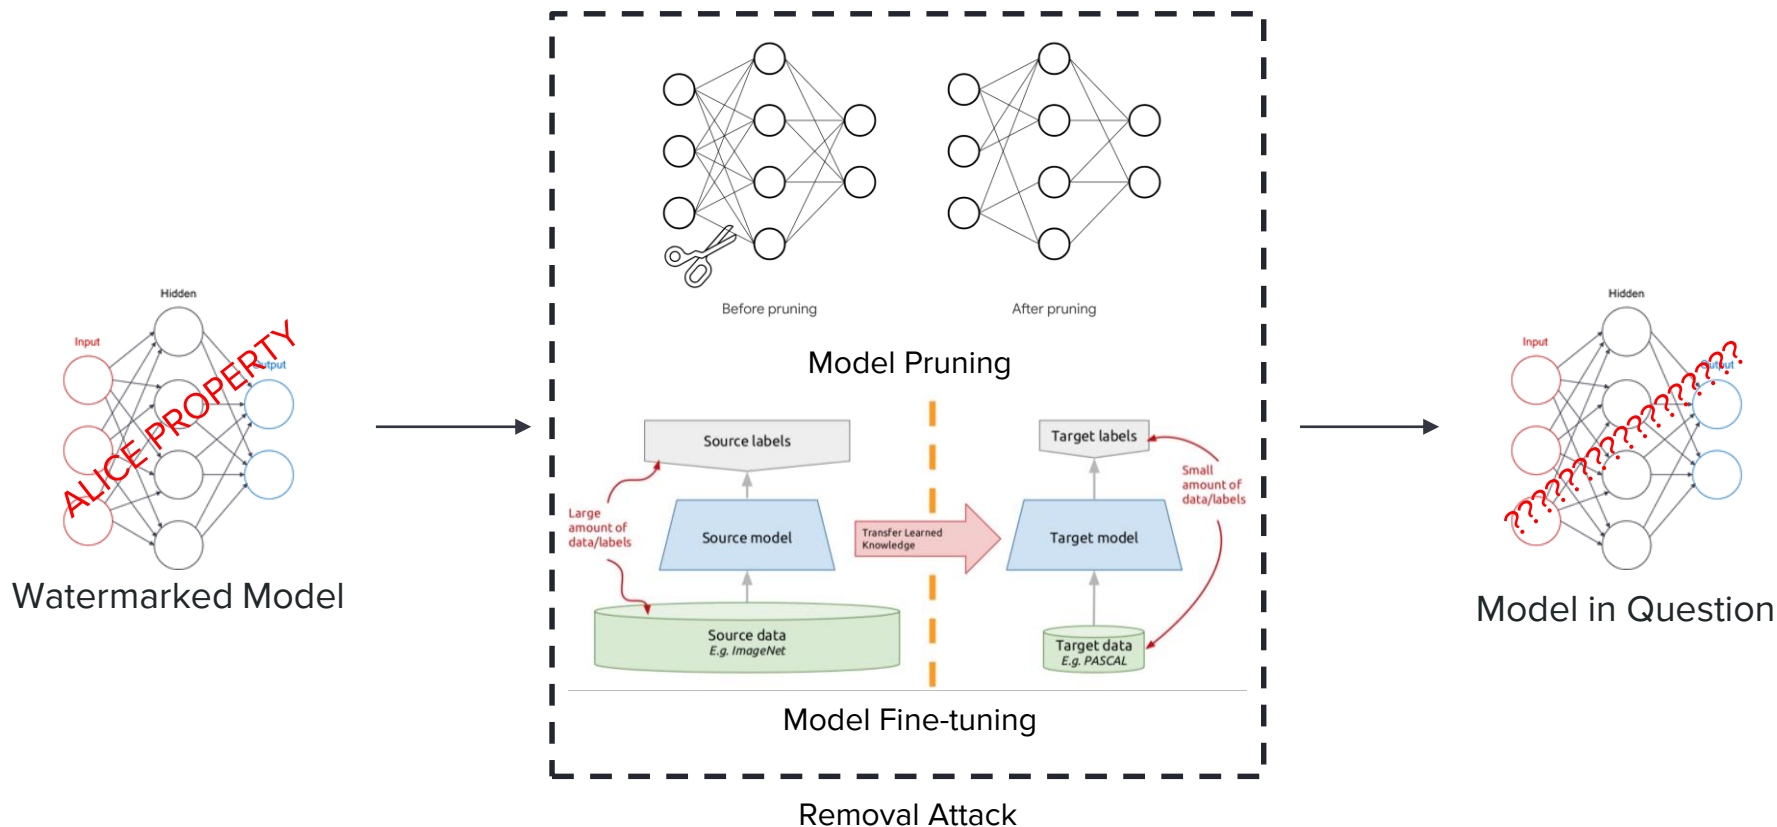 Hidden
Input
Output
ALICE PROPERTY
Watermarked Model
Before pruning
After pruning
Model Pruning
Source labels
Large
amount of
data/labels
Source model
Source data
E.g. ImageNet
Transfer Learned
Knowledge
Target labels
Small
amount of
data/labels
Target model
Target data
E.g. PASCAL
Model Fine-tuning
Removal Attack
Hidden
Input
Output
?????????????????
Model in Question